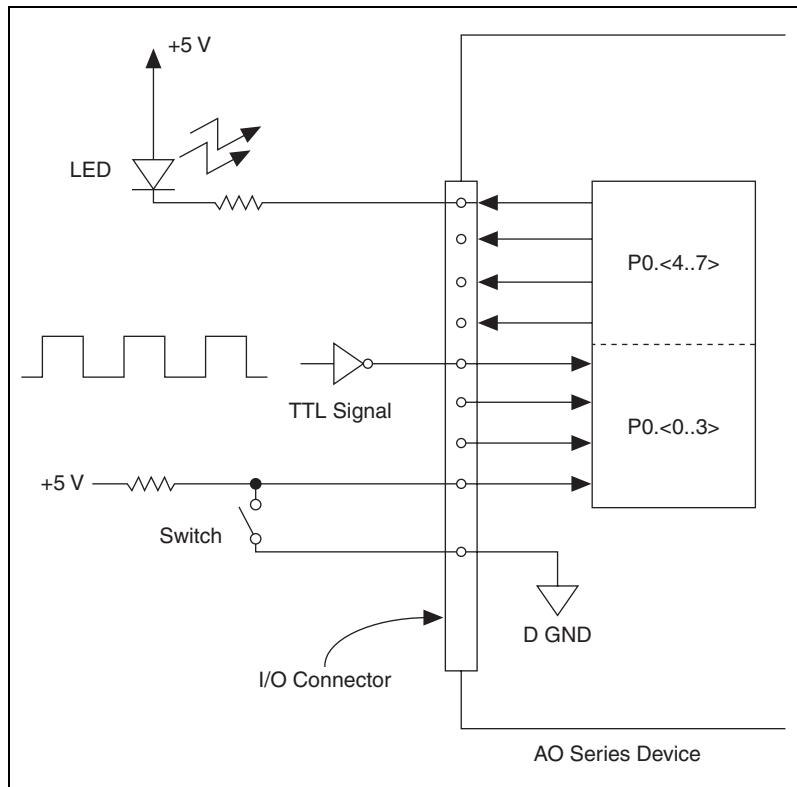 +5 V
LED
P0.<4..7>
TTL Signal
P0.<0..3>
+5 V
Switch
D GND
I/O Connector
AO Series Device